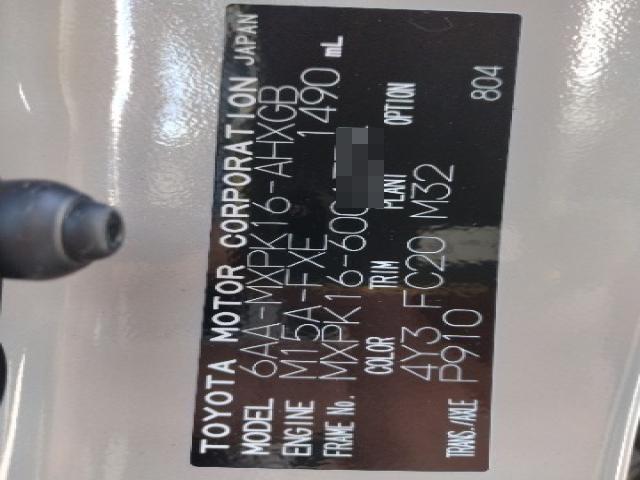 TOYOTA MOTOR CORPORATION JAPAN
MODEL 6AA-MXPK16-AHXGB
ENGINE M15A-FXE 1490 mL
FRAME No. MXPK16-600
COLOR TRIM PLANT OPTION
4Y3 FC20 M32
TRANS./AXLE P910 804